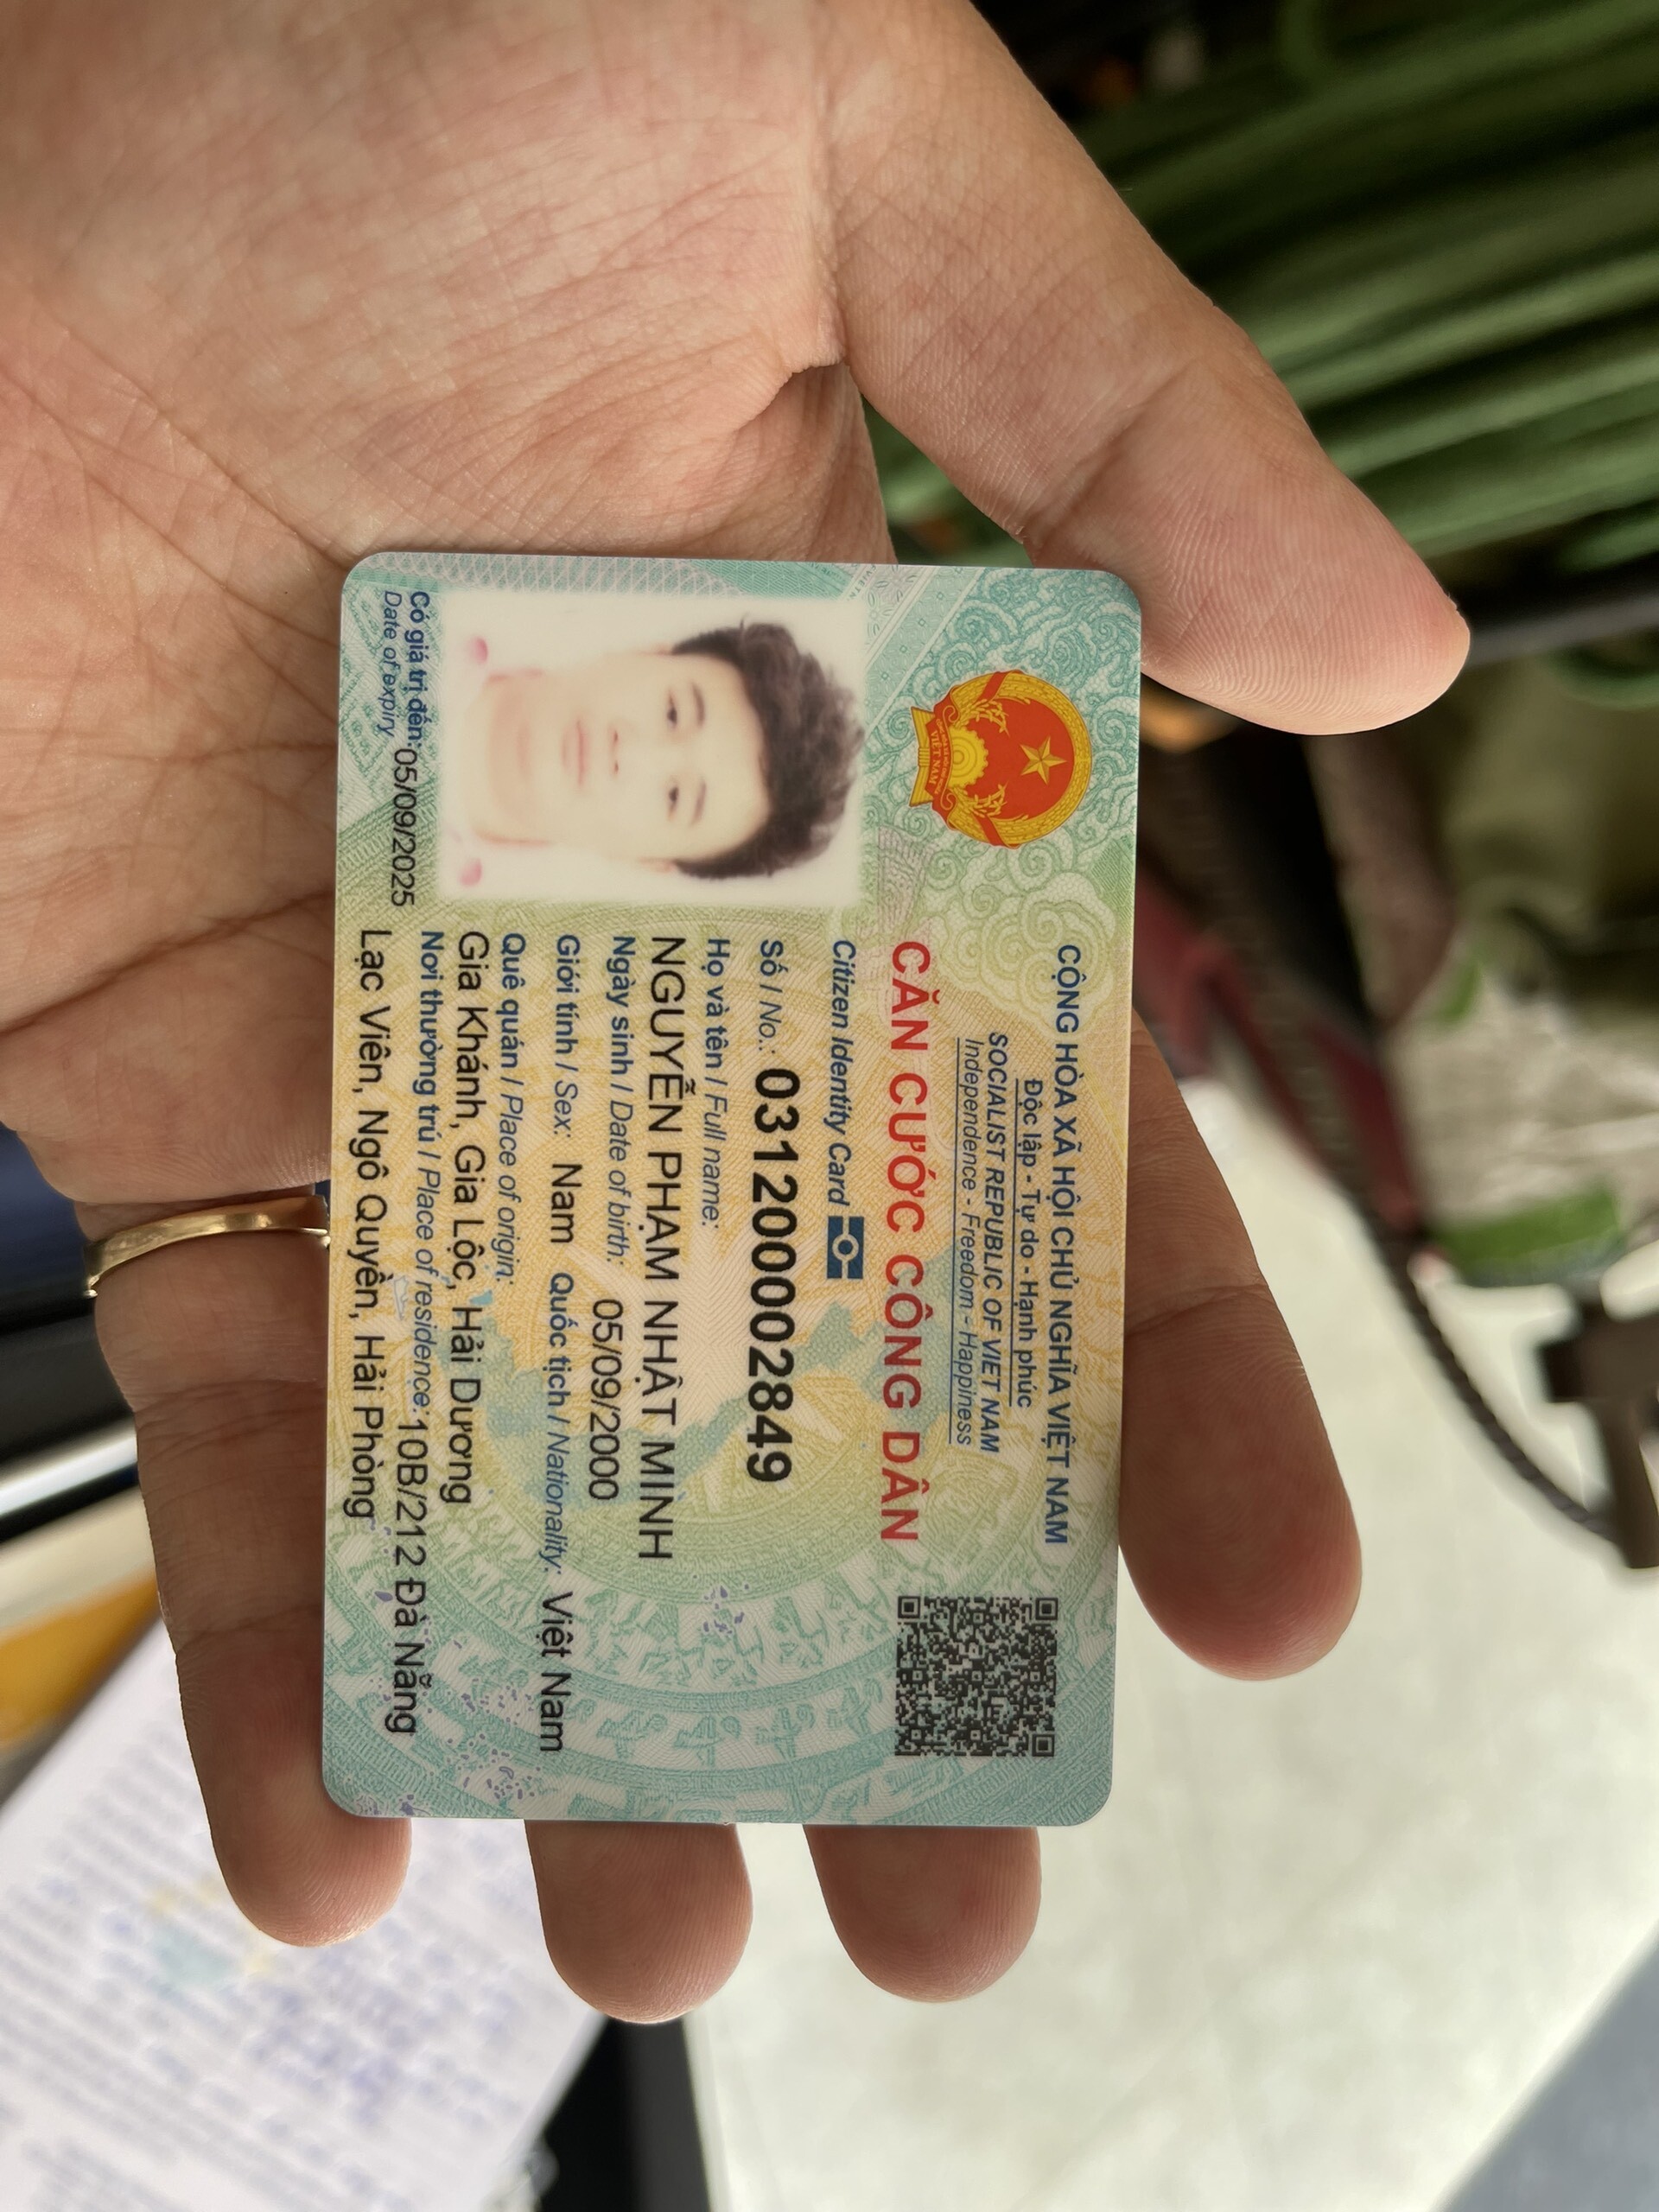 CỘNG HÒA XÃ HỘI CHỦ NGHĨA VIỆT NAM
Độc lập - Tự do - Hạnh phúc
SOCIALIST REPUBLIC OF VIET NAM
Independence - Freedom - Happiness
CĂN CƯỚC CÔNG DÂN
Citizen Identity Card
Số / No.: 031200002849
Họ và tên / Full name:
NGUYỄN PHẠM NHẬT MINH
Ngày sinh / Date of birth: 05/09/2000
Giới tính / Sex: Nam Quốc tịch / Nationality: Việt Nam
Quê quán / Place of origin:
Gia Khánh, Gia Lộc, Hải Dương
Nơi thường trú / Place of residence: 10B/212 Đà Nẵng
Lạc Viên, Ngô Quyền, Hải Phòng
Có giá trị đến: 05/09/2025
Date of expiry
VIỆT NAM